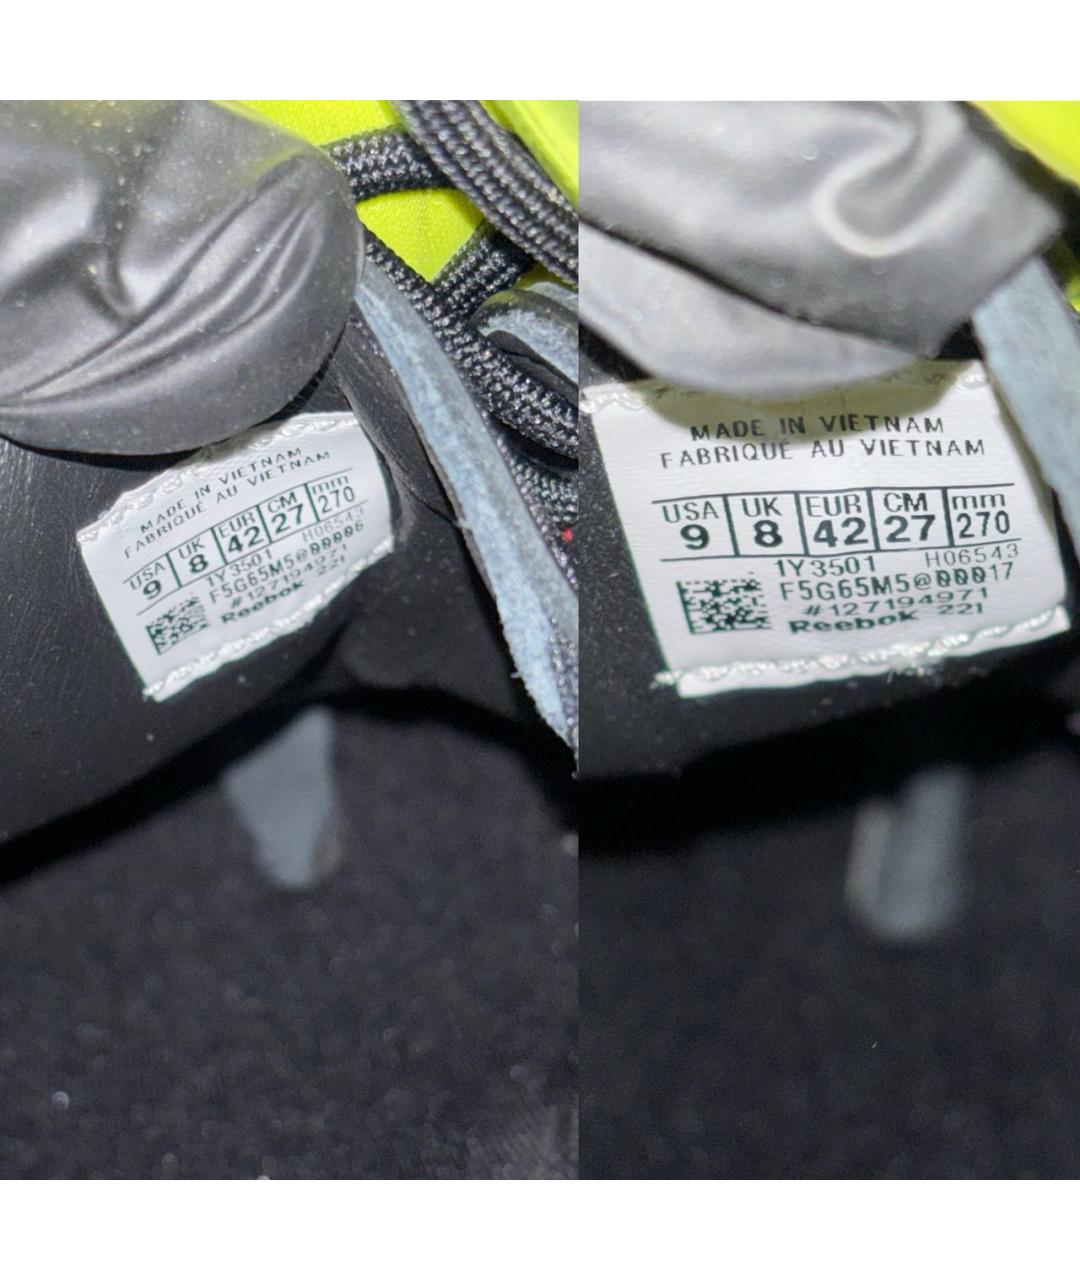 MADE IN VIETNAM
FABRIQUÉ AU VIETNAM
USA UK EUR CM mm
9 8 42 27 270
1Y3501 H06543
F5G65M5@00006
#127194971
Reebok 221
MADE IN VIETNAM
FABRIQUÉ AU VIETNAM
USA UK EUR CM mm
9 8 42 27 270
1Y3501 H06543
F5G65M5@00017
#127194971
Reebok 221